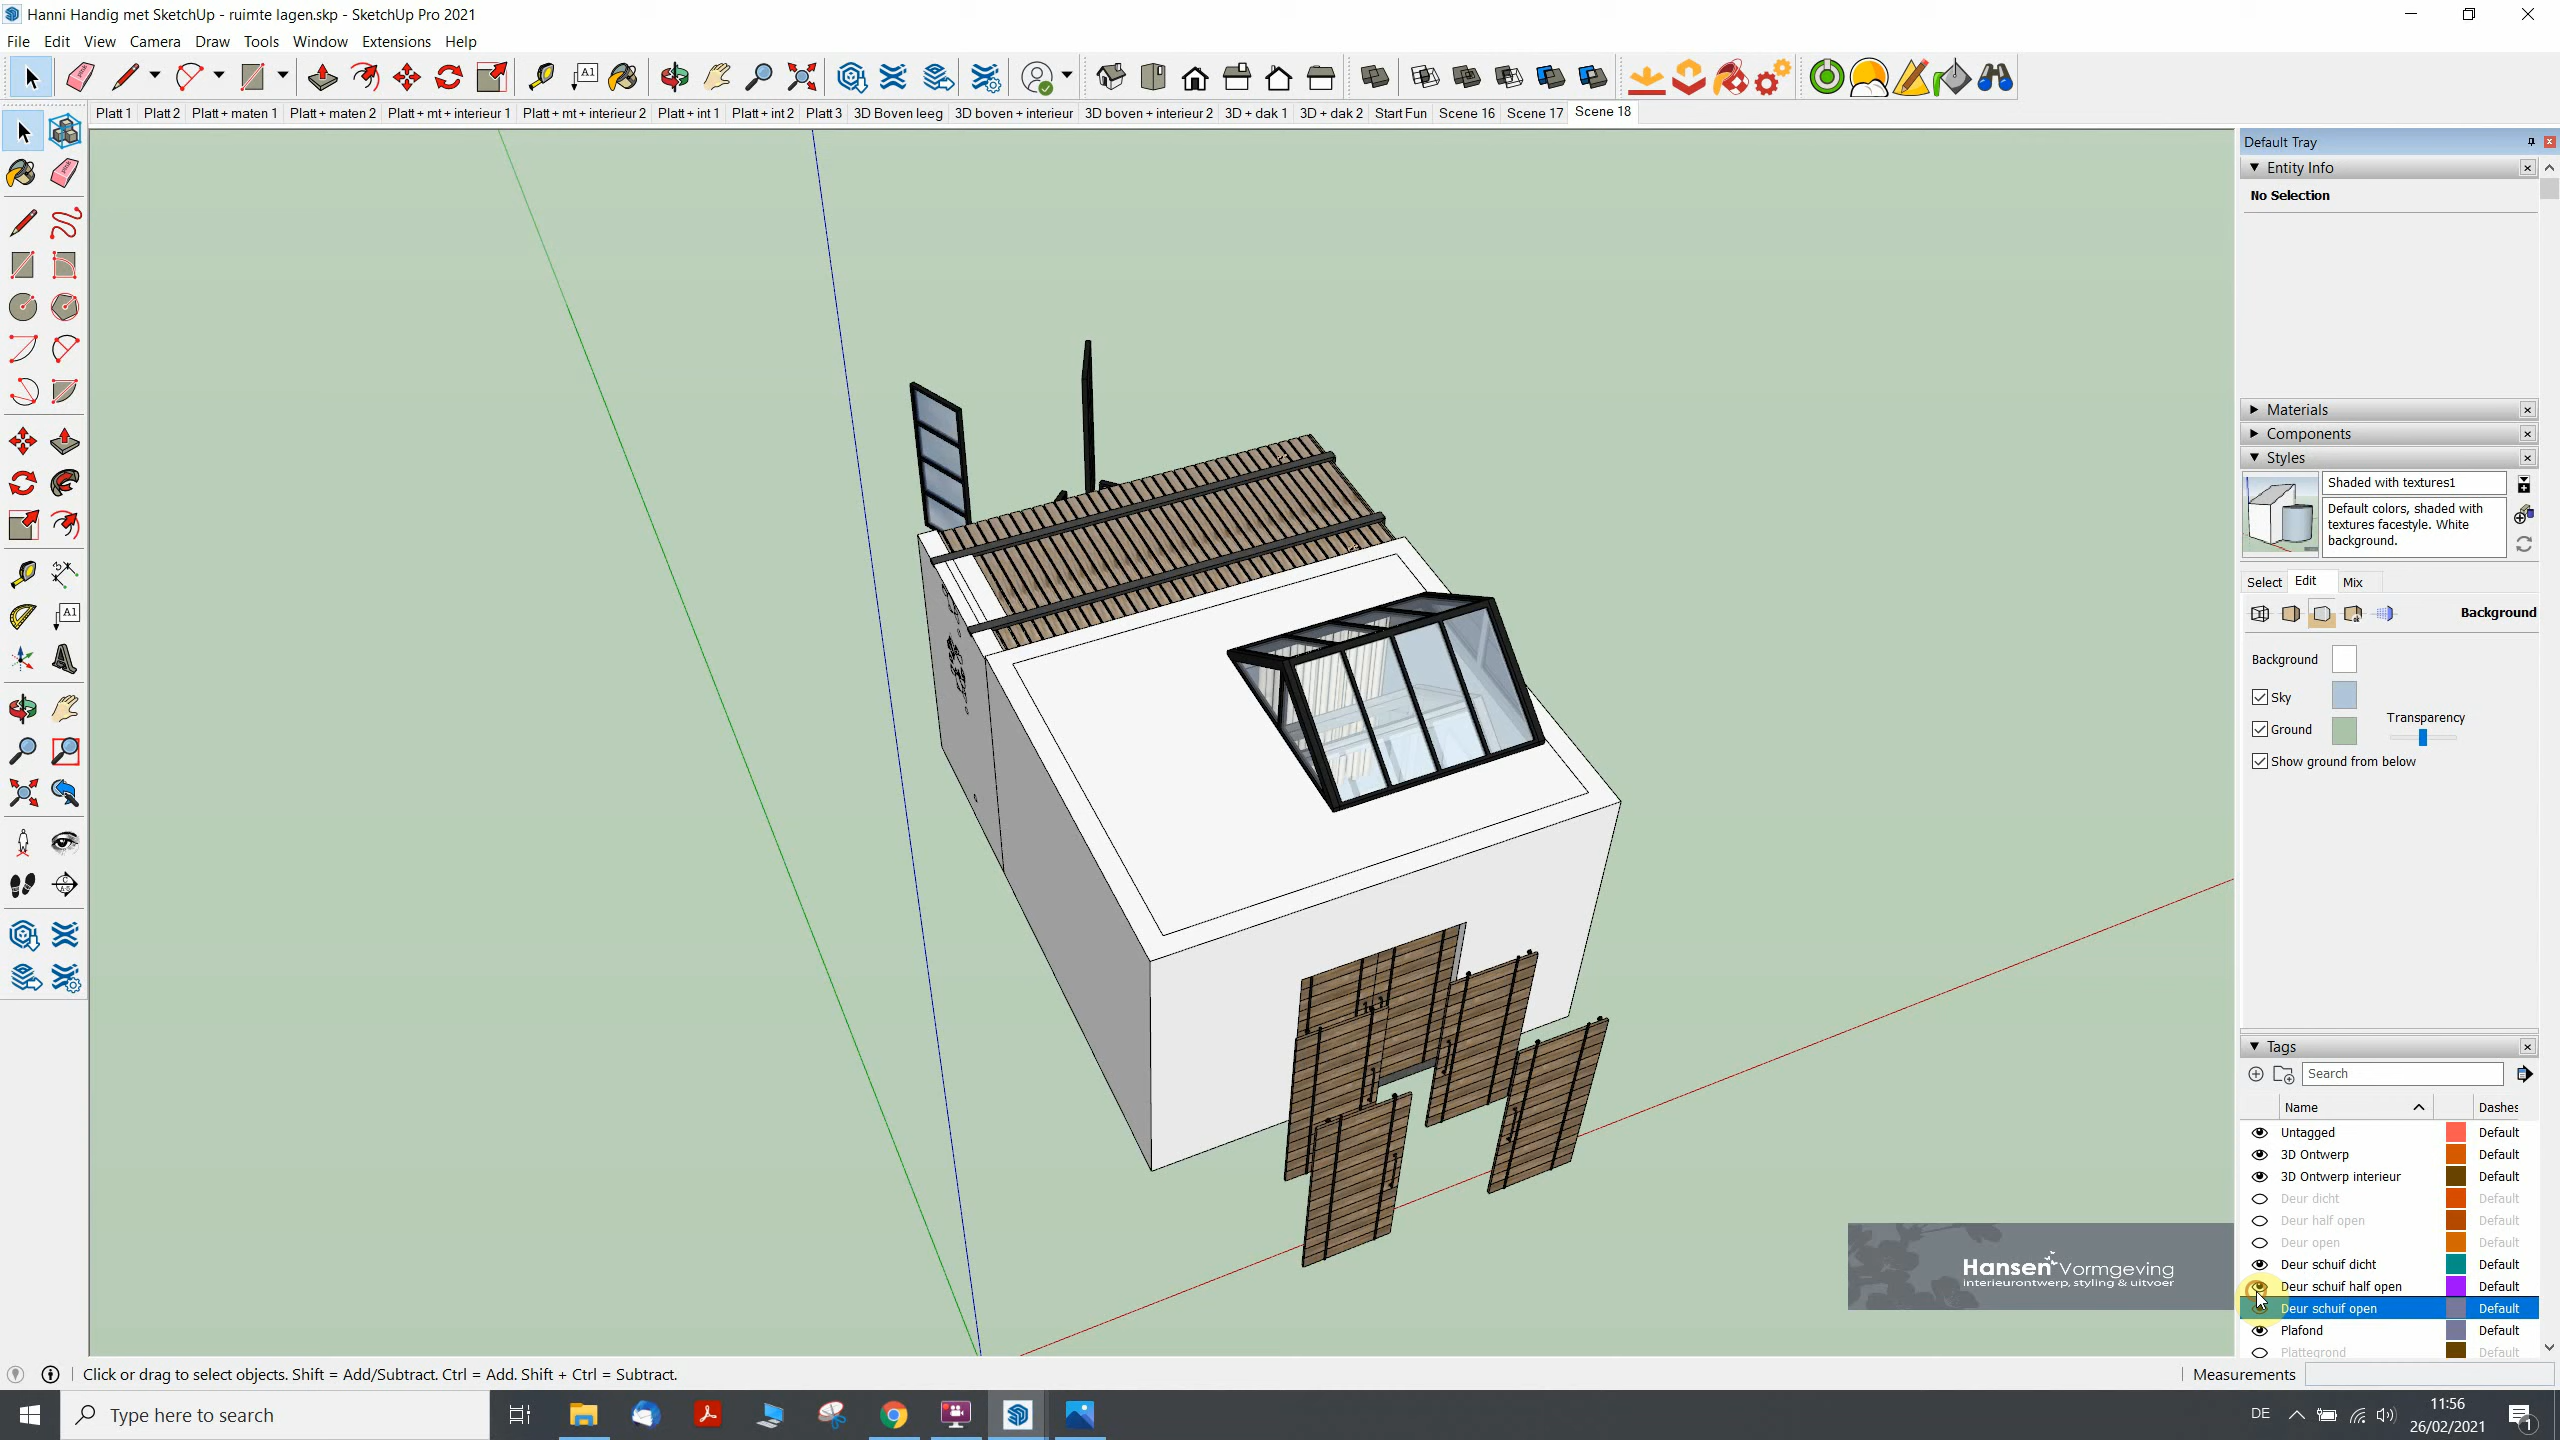 Hanni Handig met SketchUp - ruimte lagen.skp - SketchUp Pro 2021
File Edit View Camera Draw Tools Window Extensions Help
Platt 1 Platt 2 Platt + maten 1 Platt + maten 2 Platt + mt + interieur 1 Platt + mt + interieur 2 Platt + int 1 Platt + int 2 Platt 3 3D Boven leeg 3D boven + interieur 3D boven + interieur 2 3D + dak 1 3D + dak 2 Start Fun Scene 16 Scene 17 Scene 18
Default Tray
Entity Info
No Selection
Materials
Components
Styles
Shaded with textures1
Default colors, shaded with
textures facestyle. White
background.
Select Edit Mix
Background
Background
Sky
Transparency
Ground
Show ground from below
Tags
Search
Name Dashes
Untagged Default
3D Ontwerp Default
3D Ontwerp interieur Default
Deur dicht Default
Deur half open Default
Deur open Default
Deur schuif dicht Default
Deur schuif half open Default
Deur schuif open Default
Plafond Default
Plattegrond Default
Hansen Vormgeving
interieurontwerp, styling & uitvoer
Click or drag to select objects. Shift = Add/Subtract. Ctrl = Add. Shift + Ctrl = Subtract.
Measurements
Type here to search
DE
11:56
26/02/2021
1